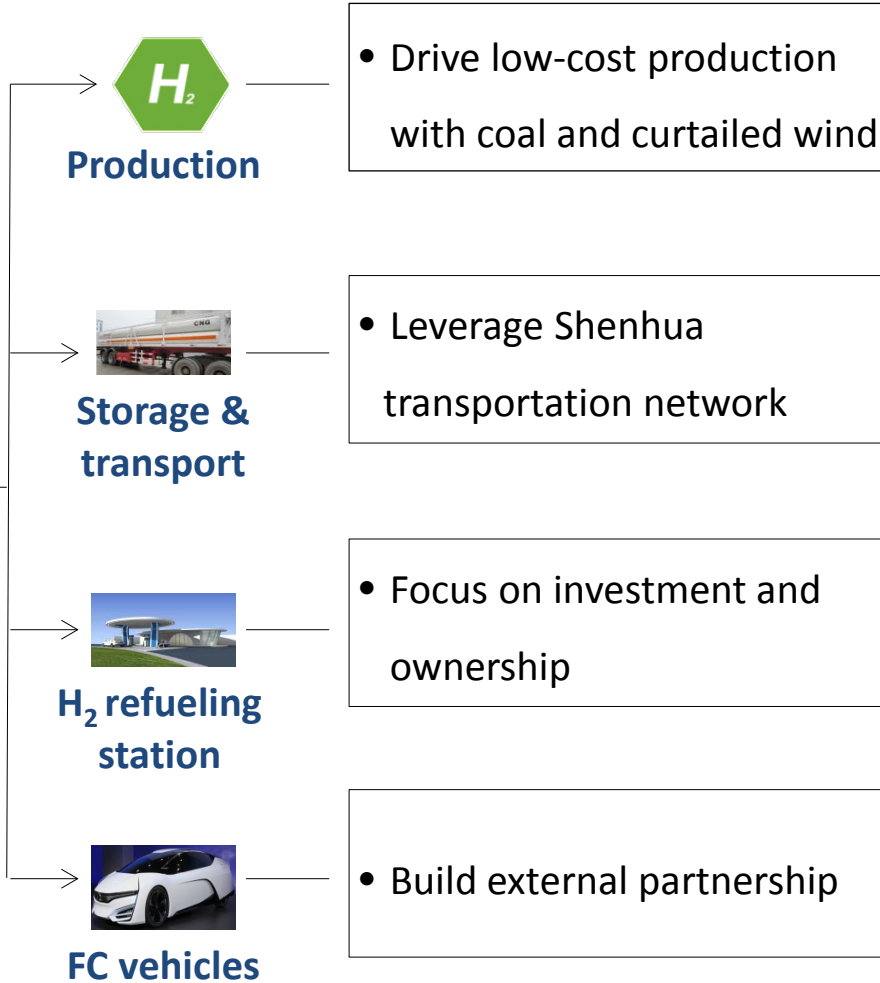 H₂
Production
• Drive low-cost production
with coal and curtailed wind
CNG
Storage &
transport
• Leverage Shenhua
transportation network
H₂ refueling
station
• Focus on investment and
ownership
FC vehicles
• Build external partnership